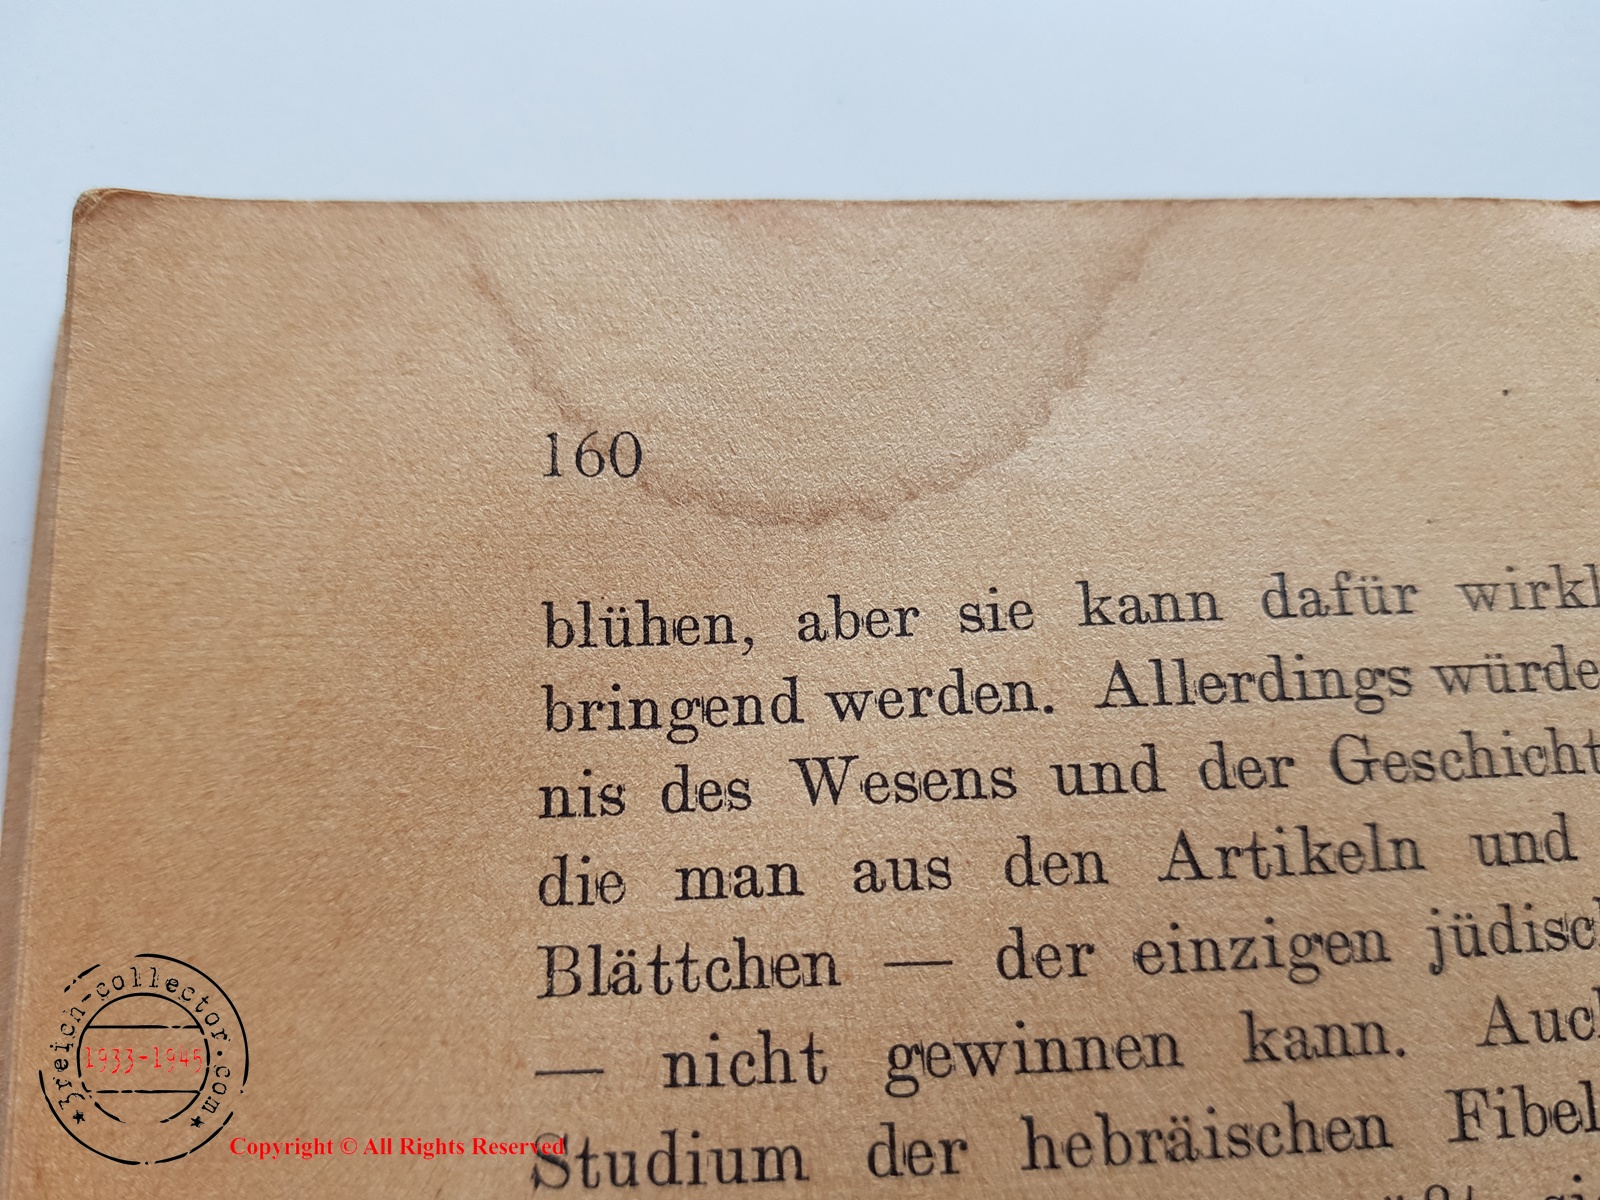 160
blühen, aber sie kann dafür wirkl
bringend werden. Allerdings würde
nis des Wesens und der Geschicht
die man aus den Artikeln und
Blättchen — der einzigen jüdisc
— nicht gewinnen kann. Auc
Studium der hebräischen Fibel
3reich-collector.com
1933-1945
Copyright © All Rights Reserved